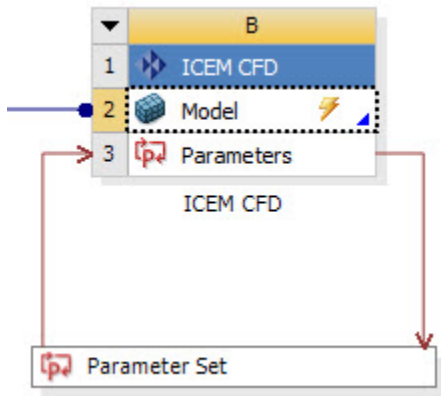 B
1 ICEM CFD
2 Model
3 Parameters
ICEM CFD
Parameter Set